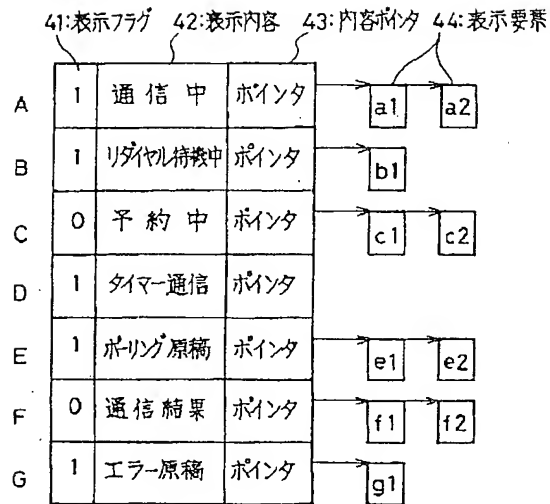 41:表示フラグ 42:表示内容 43:内容ポインタ 44:表示要素
A 1 通信中 ポインタ a1 a2
B 1 リダイヤル待機中 ポインタ b1
C 0 予約中 ポインタ c1 c2
D 1 タイマー通信 ポインタ
E 1 ポーリング原稿 ポインタ e1 e2
F 0 通信結果 ポインタ f1 f2
G 1 エラー原稿 ポインタ g1